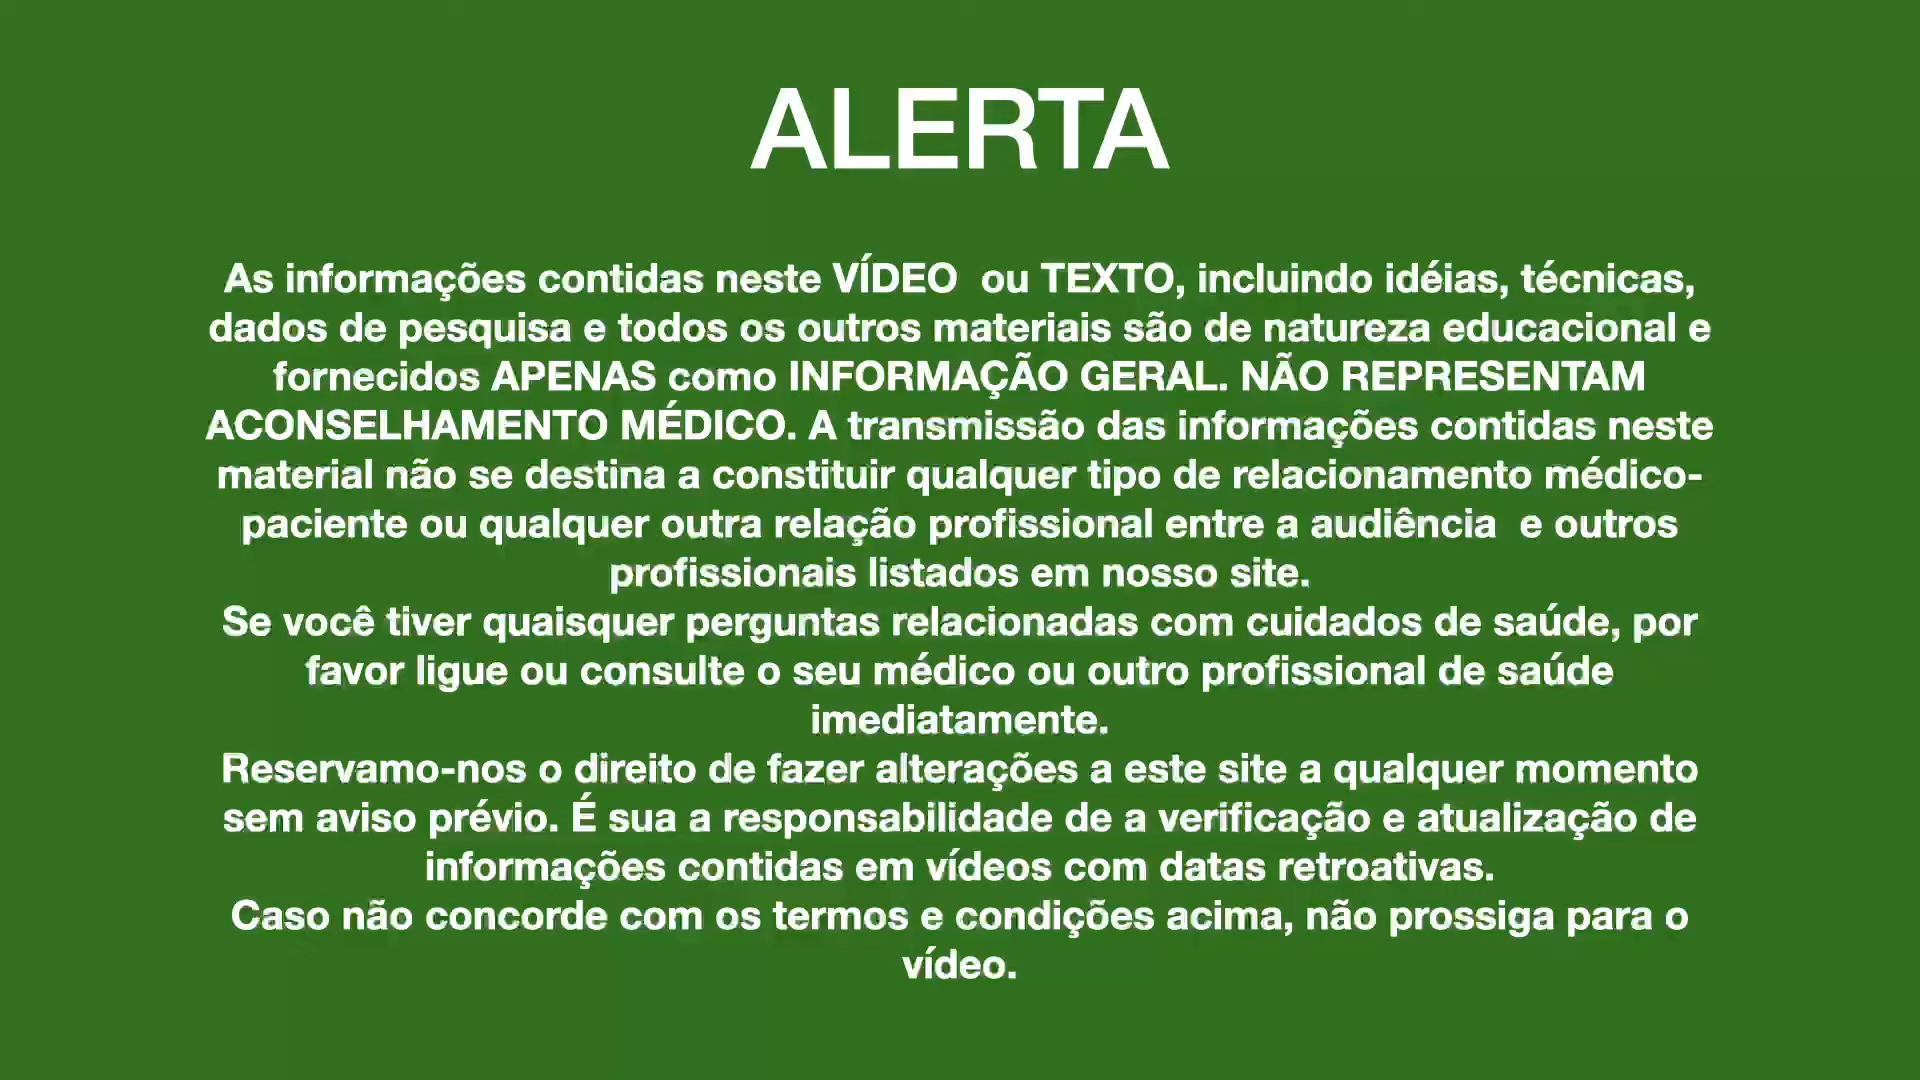 ALERTA
As informações contidas neste VÍDEO  ou TEXTO, incluindo idéias, técnicas,
dados de pesquisa e todos os outros materiais são de natureza educacional e
fornecidos APENAS como INFORMAÇÃO GERAL. NÃO REPRESENTAM
ACONSELHAMENTO MÉDICO. A transmissão das informações contidas neste
material não se destina a constituir qualquer tipo de relacionamento médico-
paciente ou qualquer outra relação profissional entre a audiência  e outros
profissionais listados em nosso site.
Se você tiver quaisquer perguntas relacionadas com cuidados de saúde, por
favor ligue ou consulte o seu médico ou outro profissional de saúde
imediatamente.
Reservamo-nos o direito de fazer alterações a este site a qualquer momento
sem aviso prévio. É sua a responsabilidade de a verificação e atualização de
informações contidas em vídeos com datas retroativas.
Caso não concorde com os termos e condições acima, não prossiga para o
vídeo.